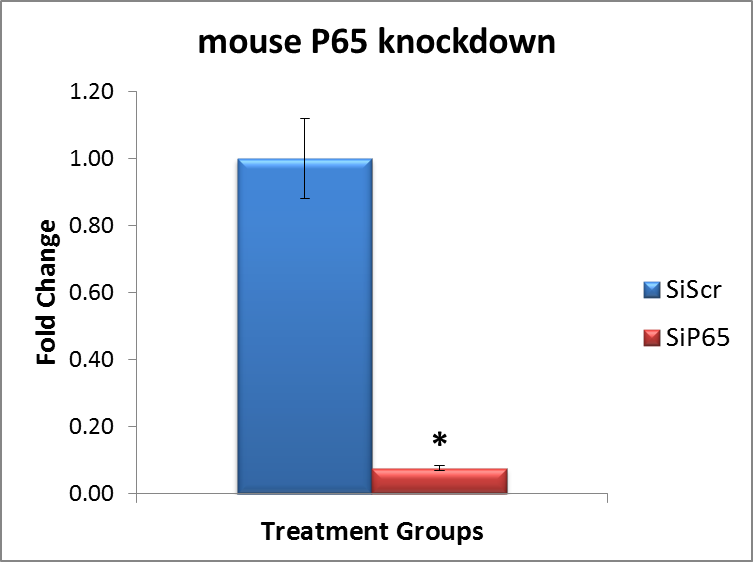 mouse P65 knockdown
1.20
1.00
0.80
0.60
0.40
0.20
0.00
Fold Change
*
SiScr
SiP65
Treatment Groups